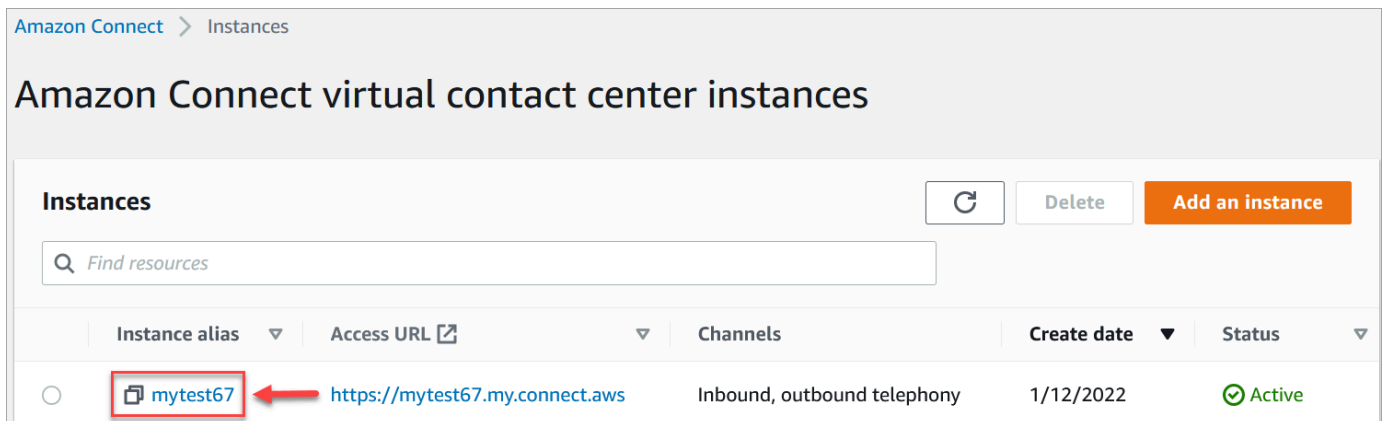 Amazon Connect > Instances
Amazon Connect virtual contact center instances
Instances Delete Add an instance
Find resources
Instance alias Access URL Channels Create date Status
mytest67 https://mytest67.my.connect.aws Inbound, outbound telephony 1/12/2022 Active